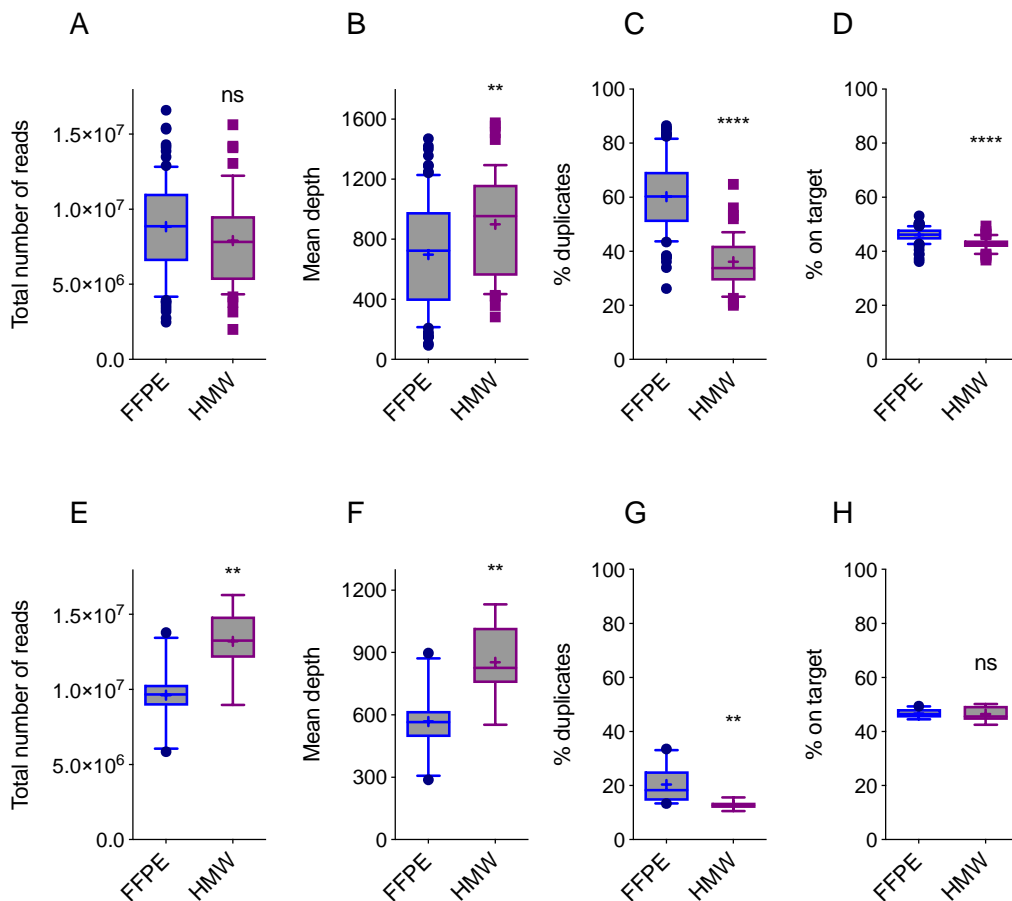 A
B
C
D
Total number of reads
1.5×10⁷
1.0×10⁷
5.0×10⁶
0.0
ns
FFPE
HMW
Mean depth
1600
1200
800
400
0
**
FFPE
HMW
% duplicates
100
80
60
40
20
0
****
FFPE
HMW
% on target
100
80
60
40
20
0
****
FFPE
HMW
E
F
G
H
Total number of reads
1.5×10⁷
1.0×10⁷
5.0×10⁶
0.0
**
FFPE
HMW
Mean depth
1200
900
600
300
0
**
FFPE
HMW
% duplicates
100
80
60
40
20
0
**
FFPE
HMW
% on target
100
80
60
40
20
0
ns
FFPE
HMW